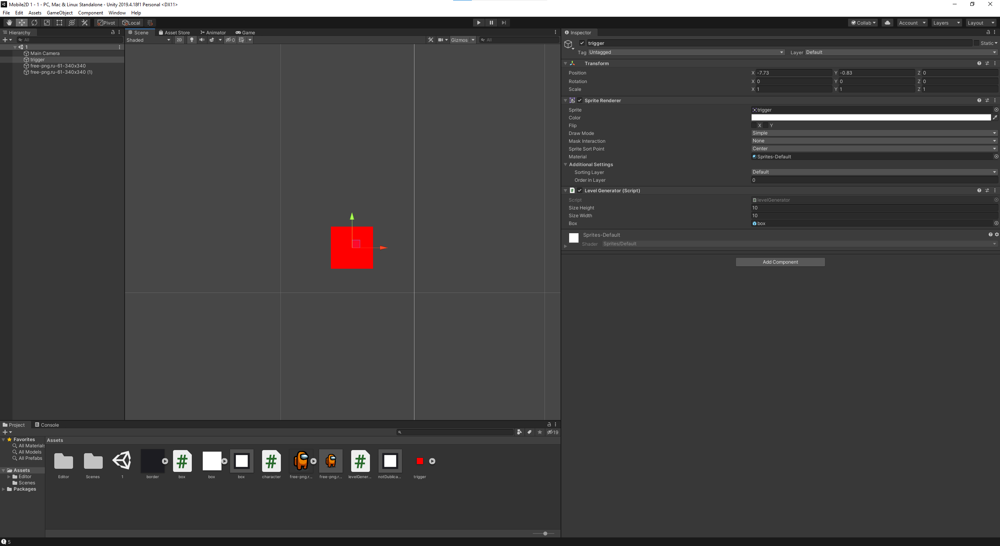 Mobile2D 1 - 1 - PC, Mac & Linux Standalone - Unity 2019.4.18f1 Personal <DX11>
File Edit Assets GameObject Component Window Help
Pivot Local Collab Account Layers Layout
Hierarchy
All
1
Main Camera
trigger
free-png.ru-61-340x340
free-png.ru-61-340x340 (1)
Scene Asset Store Animator Game
Shaded 2D 0 Gizmos All
Inspector
trigger Static
Tag Untagged Layer Default
Transform
Position X -7.73 Y -0.83 Z 0
Rotation X 0 Y 0 Z 0
Scale X 1 Y 1 Z 1
Sprite Renderer
Sprite trigger
Color
Flip X Y
Draw Mode Simple
Mask Interaction None
Sprite Sort Point Center
Material Sprites-Default
Additional Settings
Sorting Layer Default
Order in Layer 0
Level Generator (Script)
Script levelGenerator
Size Height 10
Size Width 10
Box box
Sprites-Default
Shader Sprites/Default
Add Component
Project Console
19
Favorites
All Materials
All Models
All Prefabs
Assets
Editor
Scenes
Packages
Assets
Editor Scenes 1 border box box box character free-png.r... free-png.r... levelGener... notDublica... trigger
5